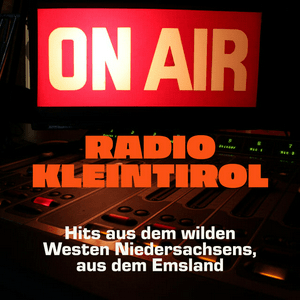 ON AIR
RADIO
KLEINTIROL
Hits aus dem wilden
Westen Niedersachsens,
aus dem Emsland